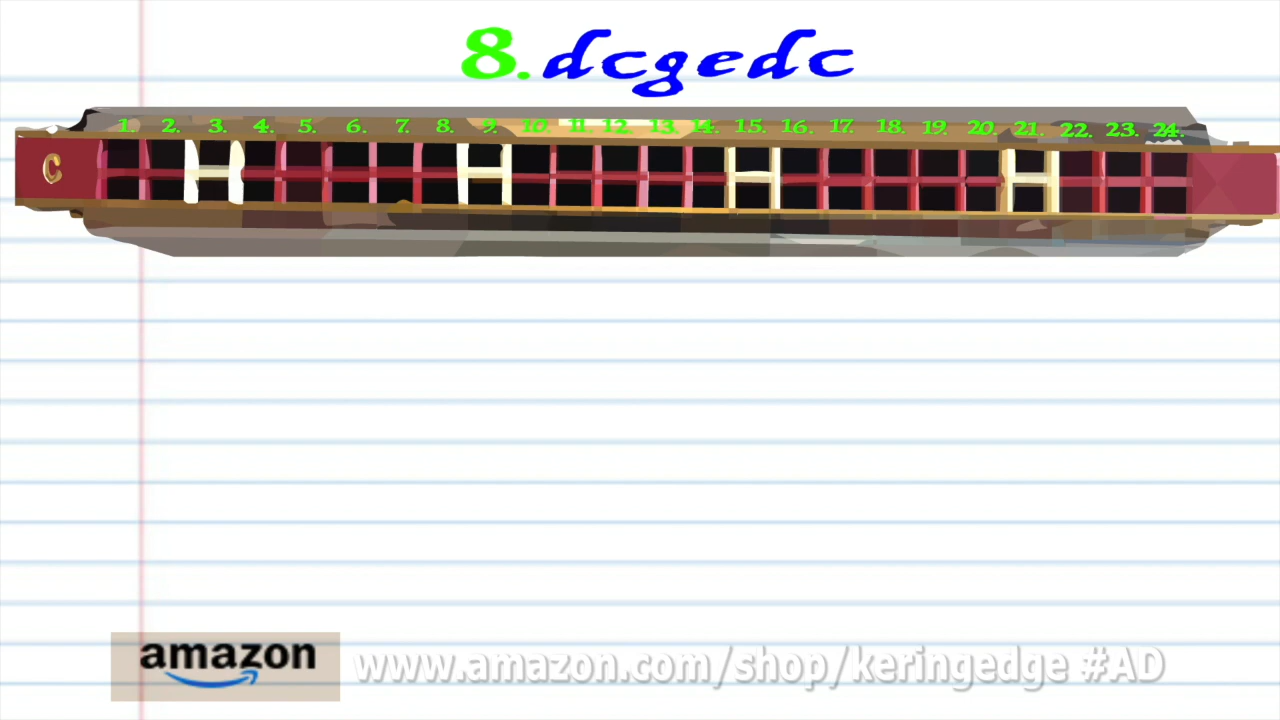 8. dcgedc
1. 2. 3. 4. 5. 6. 7. 8. 9. 10. 11. 12. 13. 14. 15. 16. 17. 18. 19. 20. 21. 22. 23. 24.
C
amazon www.amazon.com/shop/keringedge #AD